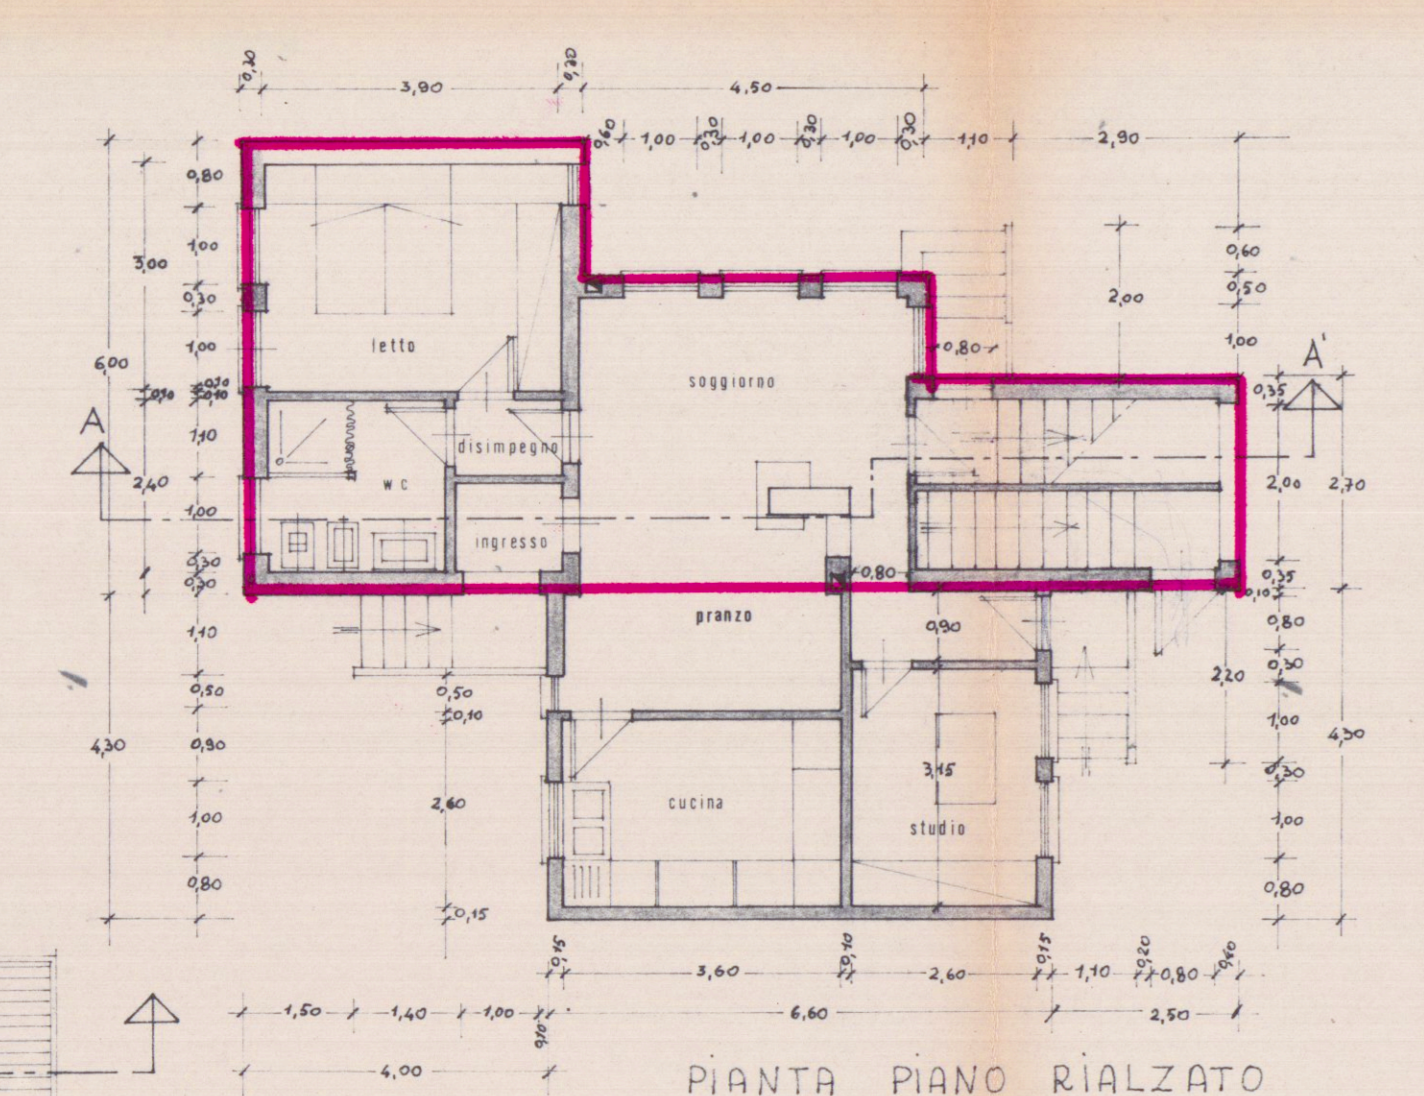 0,20 3,90 0,20 4,50
0,60 1,00 0,30 1,00 0,30 1,00 0,30 1,10 2,90
0,80
1,00 0,60
3,00 0,50
0,30 2,00
1,00 1,00
letto 0,80 A'
6,00
soggiorno
0,10 0,10 0,35
A 1,10 disimpegno
2,40 wc 2,00 2,70
1,00 ingresso
0,30 0,80 0,35
0,30 0,10
1,10 pranzo 0,90 0,80
0,30
0,50 0,50 2,20
0,10 1,00
4,30 0,90 4,30
3,15 0,30
2,60 cucina
1,00 studio 1,00
0,80 0,80
0,15
0,15 3,60 0,10 2,60 0,15 1,10 0,20 0,80
1,50 1,40 1,00 0,10 6,60 2,50
4,00
PIANTA PIANO RIALZATO